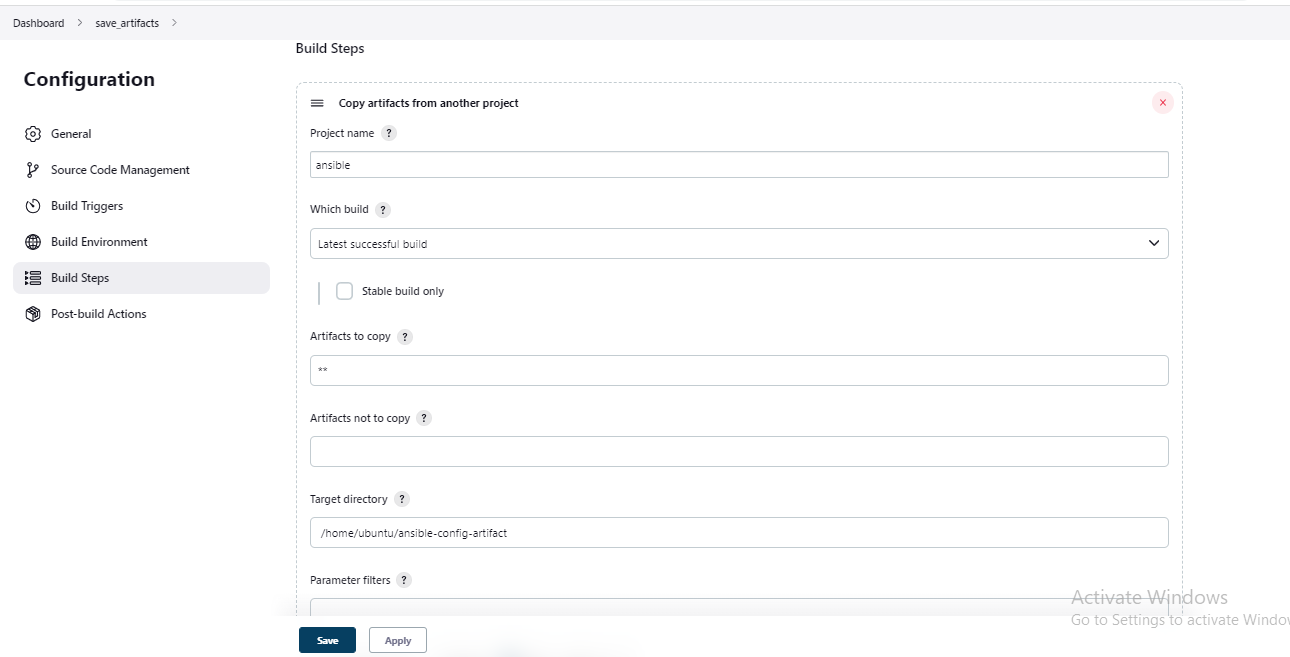 Dashboard > save_artifacts >
Build Steps
Configuration
General
Source Code Management
Build Triggers
Build Environment
Build Steps
Post-build Actions
Copy artifacts from another project
Project name ?
ansible
Which build ?
Latest successful build
Stable build only
Artifacts to copy ?
**
Artifacts not to copy ?
Target directory ?
/home/ubuntu/ansible-config-artifact
Parameter filters ?
Save Apply
Activate Windows
Go to Settings to activate Windo